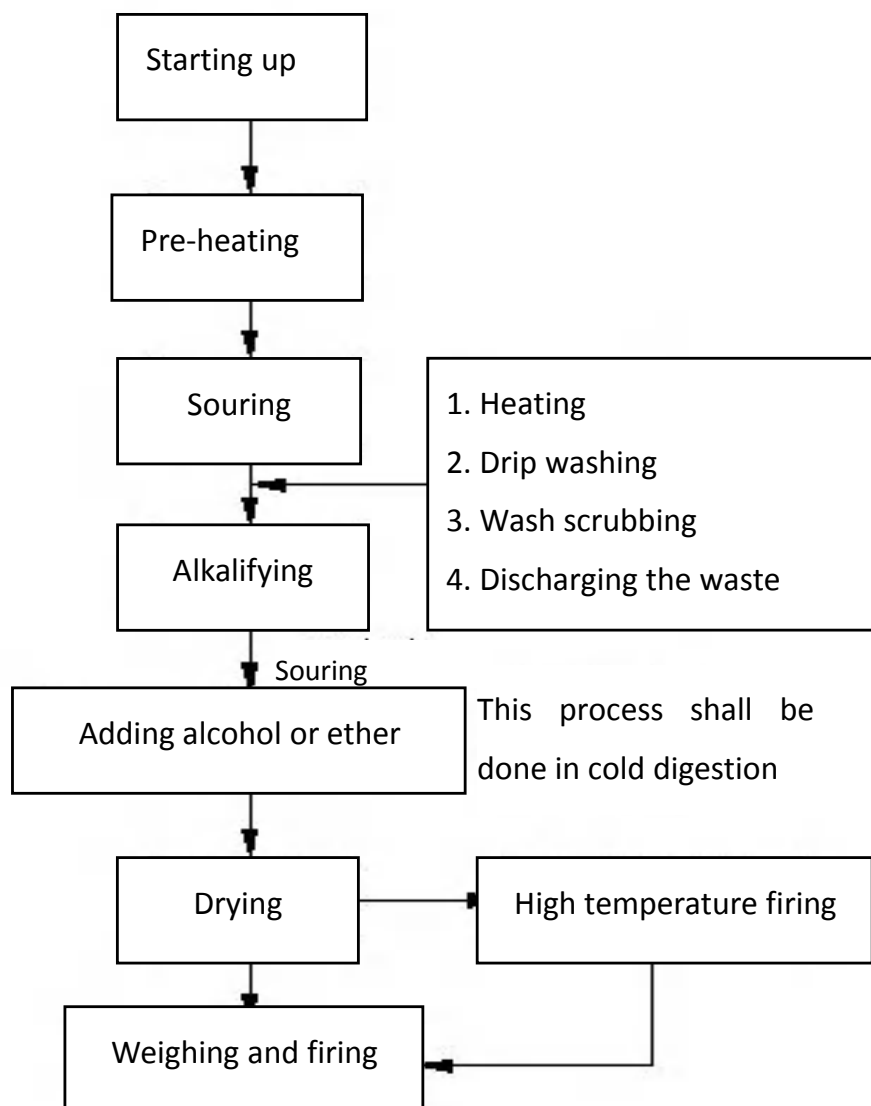 Starting up
Pre-heating
Souring
1. Heating
2. Drip washing
3. Wash scrubbing
4. Discharging the waste
Alkalifying
Souring
Adding alcohol or ether
This process shall be
done in cold digestion
Drying
High temperature firing
Weighing and firing